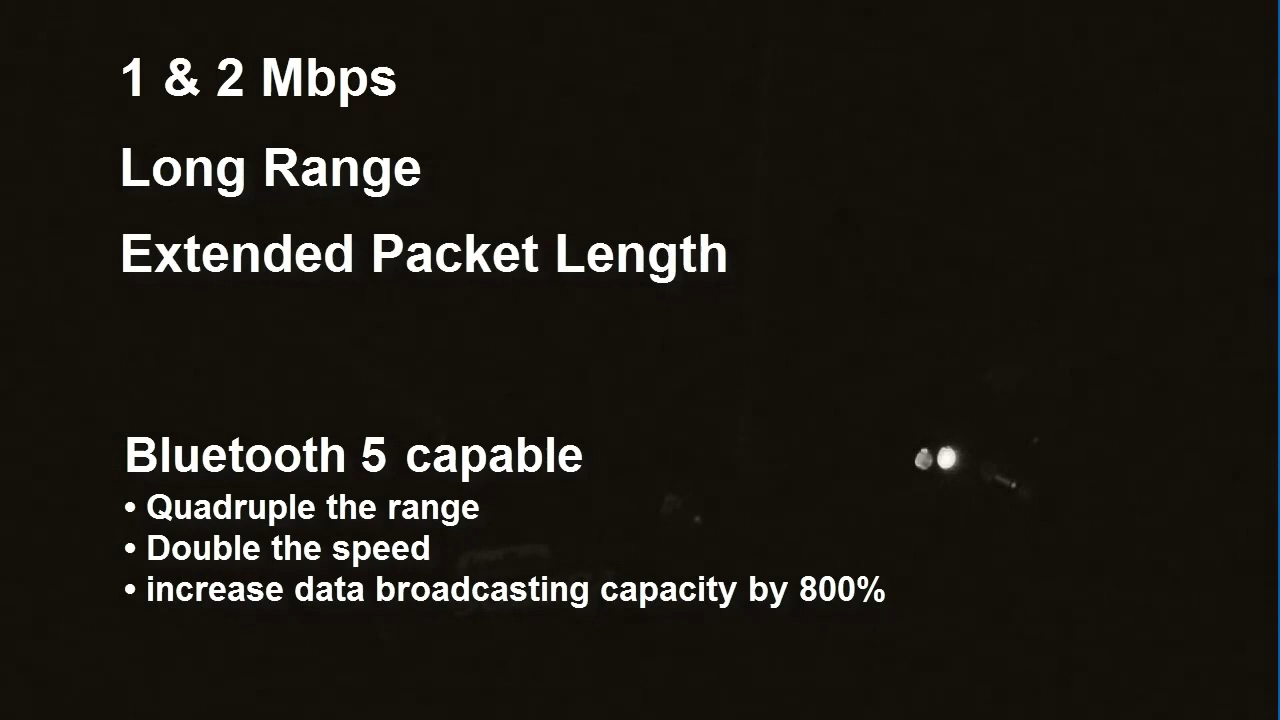 1 & 2 Mbps
Long Range
Extended Packet Length
Bluetooth 5 capable
• Quadruple the range
• Double the speed
• increase data broadcasting capacity by 800%